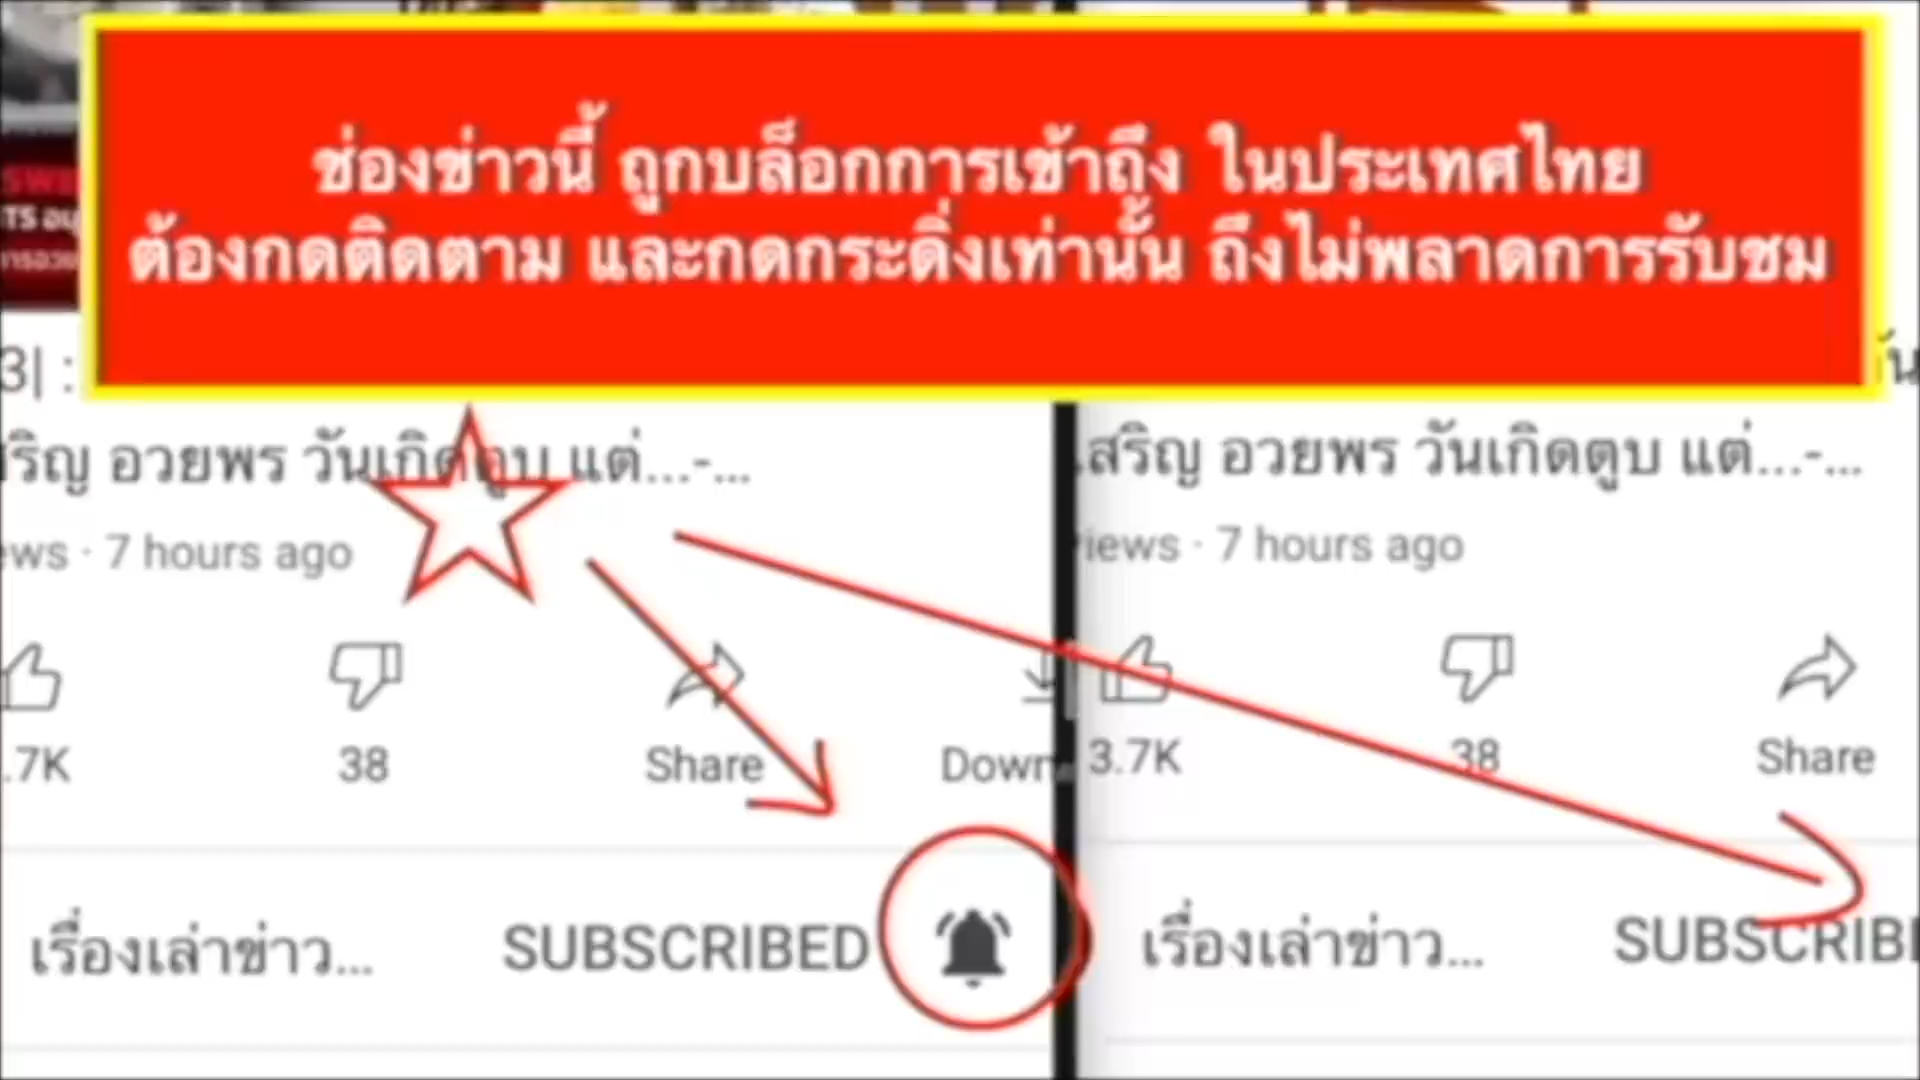 ช่องข่าวนี้ ถูกบล็อกการเข้าถึง ในประเทศไทย
ต้องกดติดตาม และกดกระดิ่งเท่านั้น ถึงไม่พลาดการรับชม
3| :
อวยพร วันเกิดตูบ แต่...-...
7 hours ago
.7K
38
Share
เรื่องเล่าข่าว...
SUBSCRIBED
เสริญ อวยพร วันเกิดตูบ แต่...-...
iews · 7 hours ago
3.7K
38
Share
เรื่องเล่าข่าว...
SUBSCRIBE